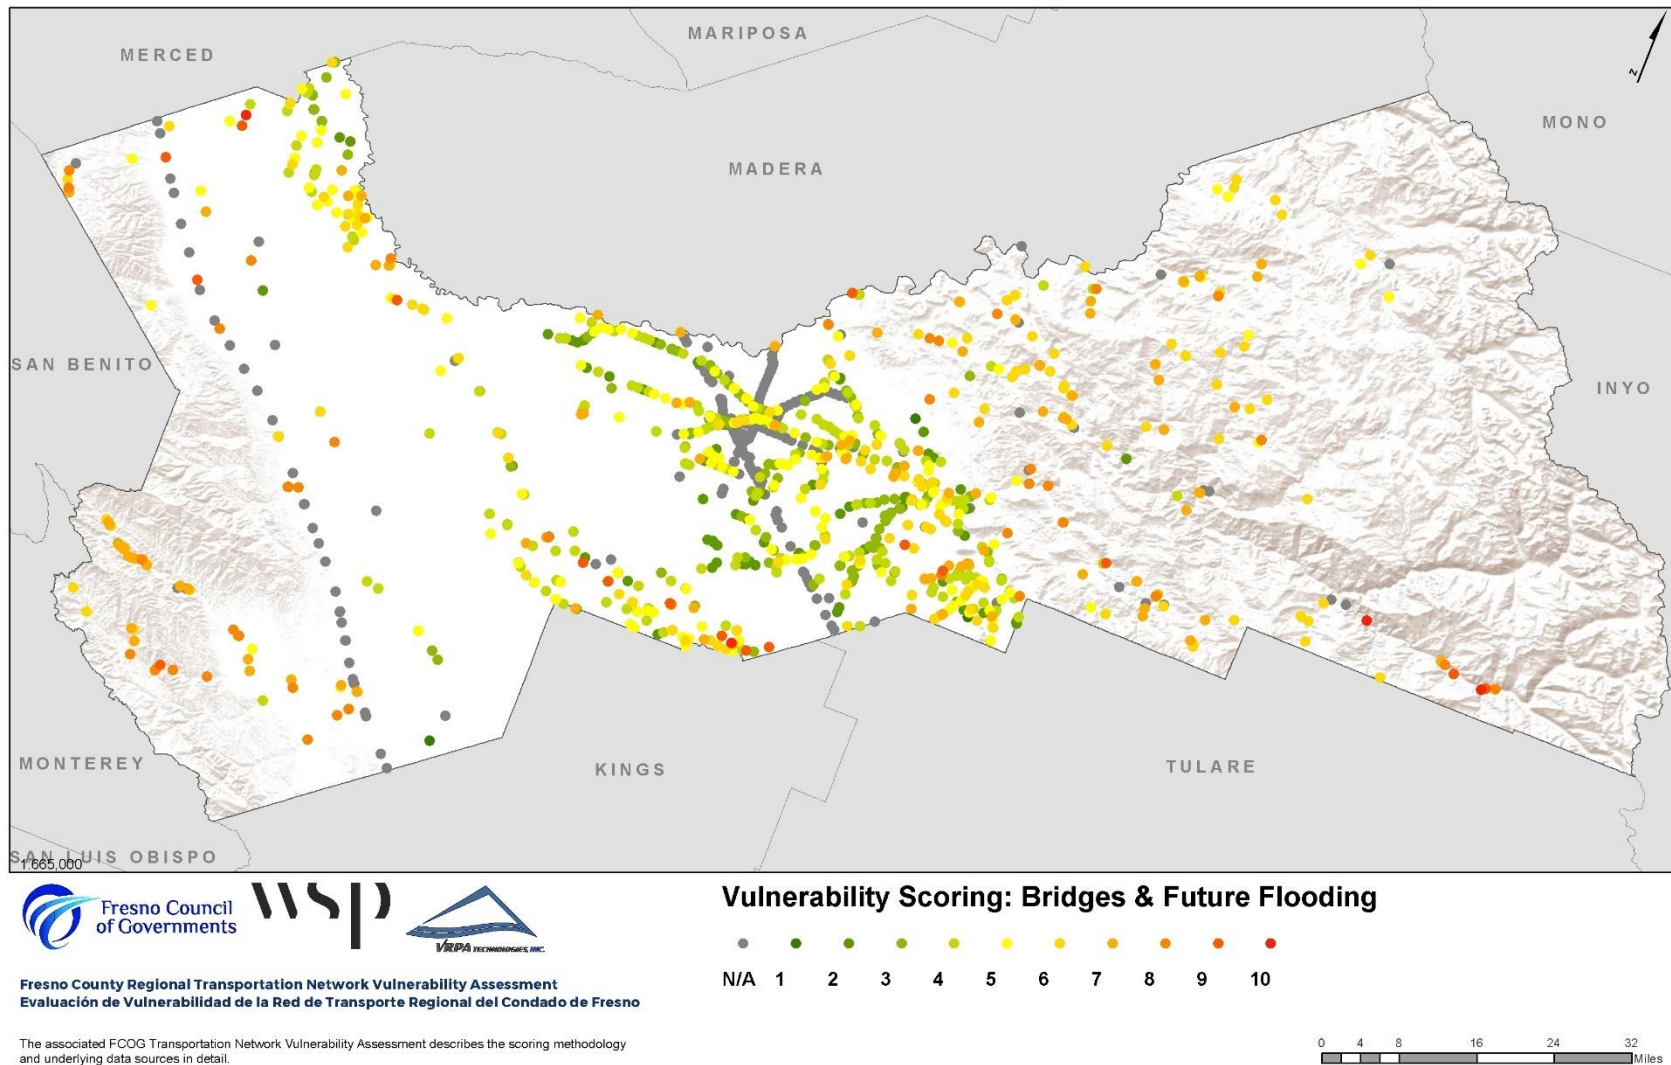 MARIPOSA
MERCED
MONO
MADERA
SAN BENITO
INYO
MONTEREY
KINGS
TULARE
SAN LUIS OBISPO
1:665,000
N
Fresno Council
of Governments
wsp
VRPA TECHNOLOGIES, INC.
Fresno County Regional Transportation Network Vulnerability Assessment
Evaluación de Vulnerabilidad de la Red de Transporte Regional del Condado de Fresno
The associated FCOG Transportation Network Vulnerability Assessment describes the scoring methodology
and underlying data sources in detail.
Vulnerability Scoring: Bridges & Future Flooding
N/A 1 2 3 4 5 6 7 8 9 10
0 4 8 16 24 32
Miles